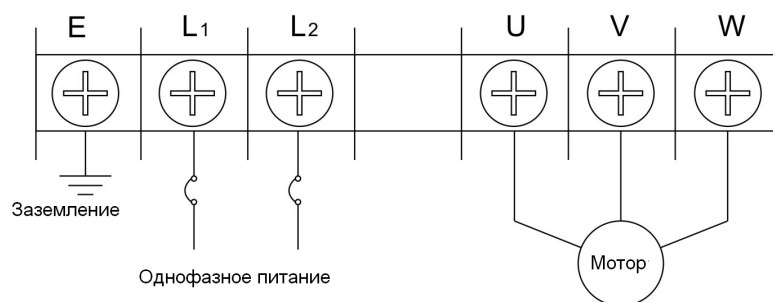 E L1 L2 U V W
Заземление
Однофазное питание
Мотор